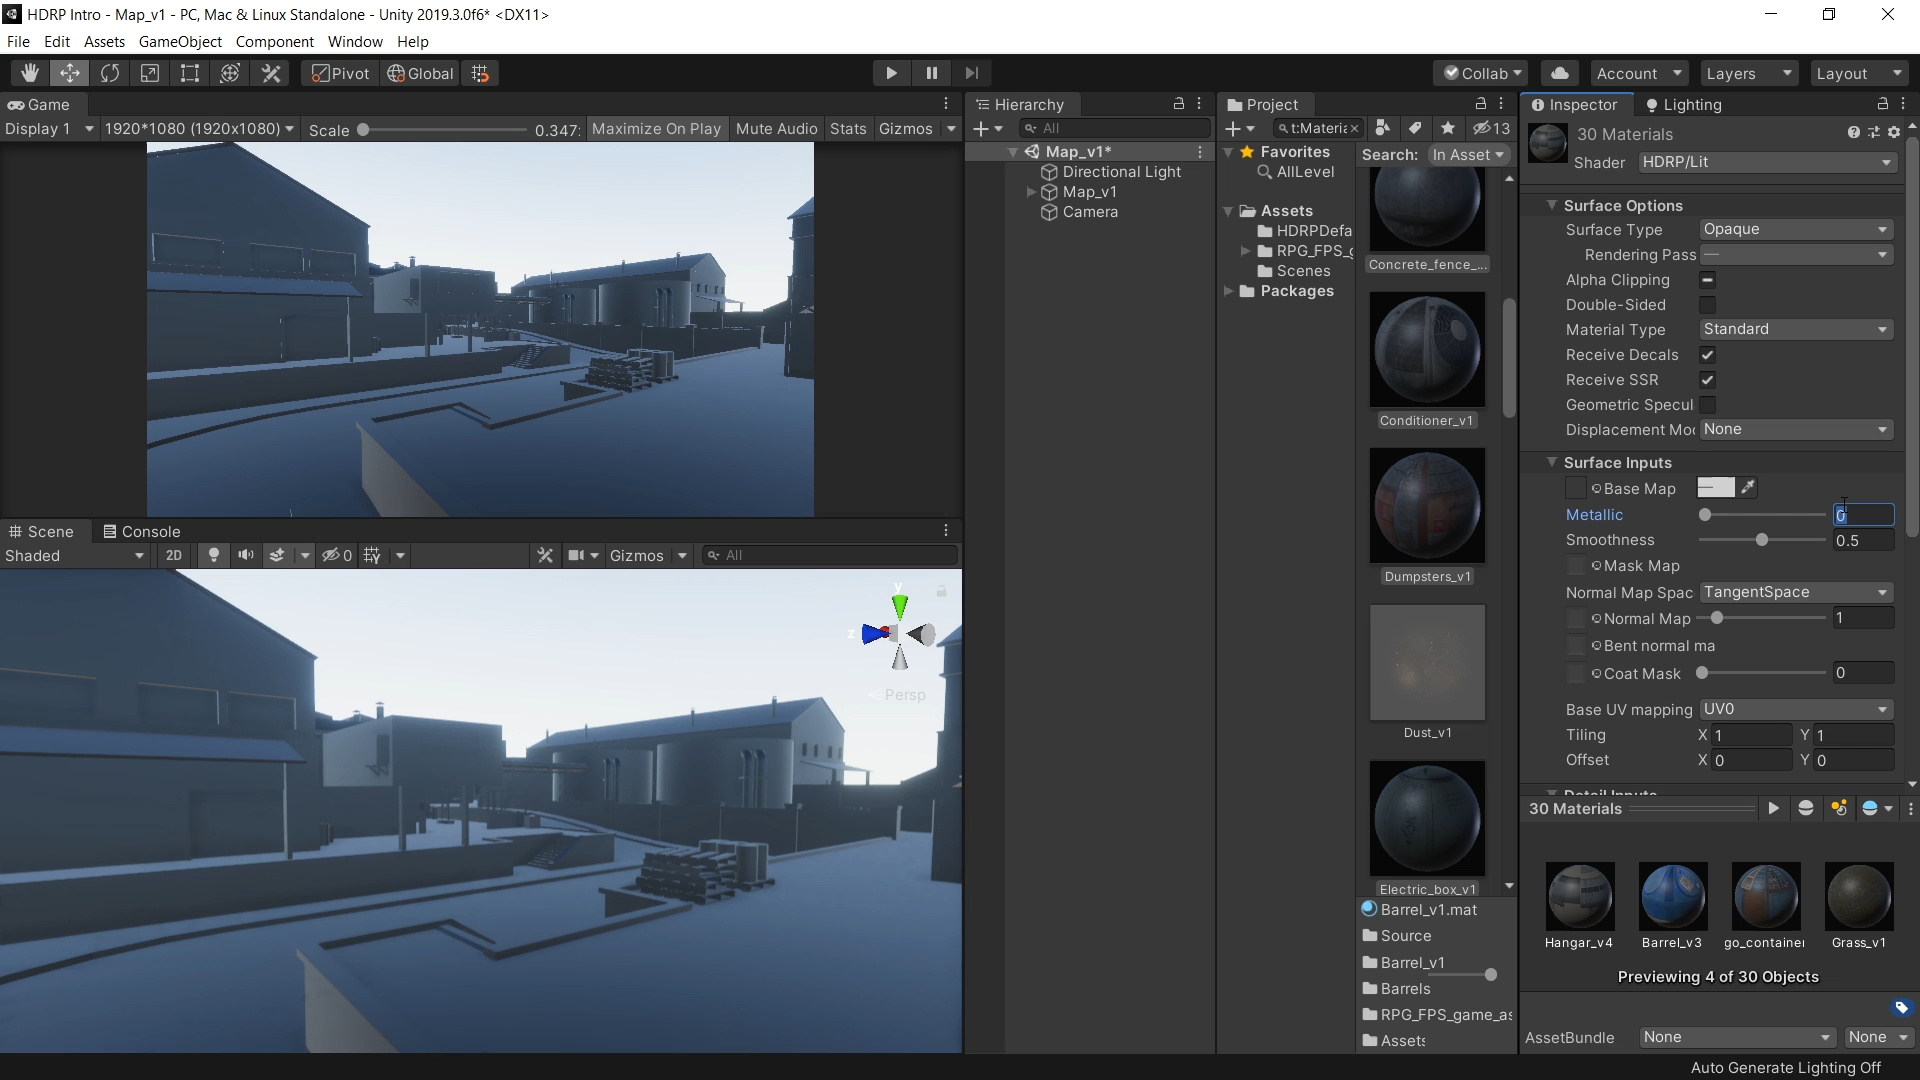 HDRP Intro - Map_v1 - PC, Mac & Linux Standalone - Unity 2019.3.0f6* <DX11>
File Edit Assets GameObject Component Window Help
Pivot Global Collab Account Layers Layout
Game
Display 1 1920*1080 (1920x1080) Scale 0.347: Maximize On Play Mute Audio Stats Gizmos
Scene Console
Shaded 2D 0 Gizmos All
y
z
Persp
Hierarchy
All
Map_v1*
Directional Light
Map_v1
Camera
Project
t:Materia 13
Favorites
AllLevel
Assets
HDRPDefa
RPG_FPS_g
Scenes
Packages
Search: In Asset
Concrete_fence_...
Conditioner_v1
Dumpsters_v1
Dust_v1
Electric_box_v1
Barrel_v1.mat
Source
Barrel_v1
Barrels
RPG_FPS_game_as
Assets
Inspector Lighting
30 Materials
Shader HDRP/Lit
Surface Options
Surface Type Opaque
Rendering Pass —
Alpha Clipping
Double-Sided
Material Type Standard
Receive Decals
Receive SSR
Geometric Specul
Displacement Mod None
Surface Inputs
Base Map
Metallic 0
Smoothness 0.5
Mask Map
Normal Map Spac TangentSpace
Normal Map 1
Bent normal ma
Coat Mask 0
Base UV mapping UV0
Tiling X 1 Y 1
Offset X 0 Y 0
Detail Inputs
30 Materials
Hangar_v4 Barrel_v3 go_container Grass_v1
Previewing 4 of 30 Objects
AssetBundle None None
Auto Generate Lighting Off